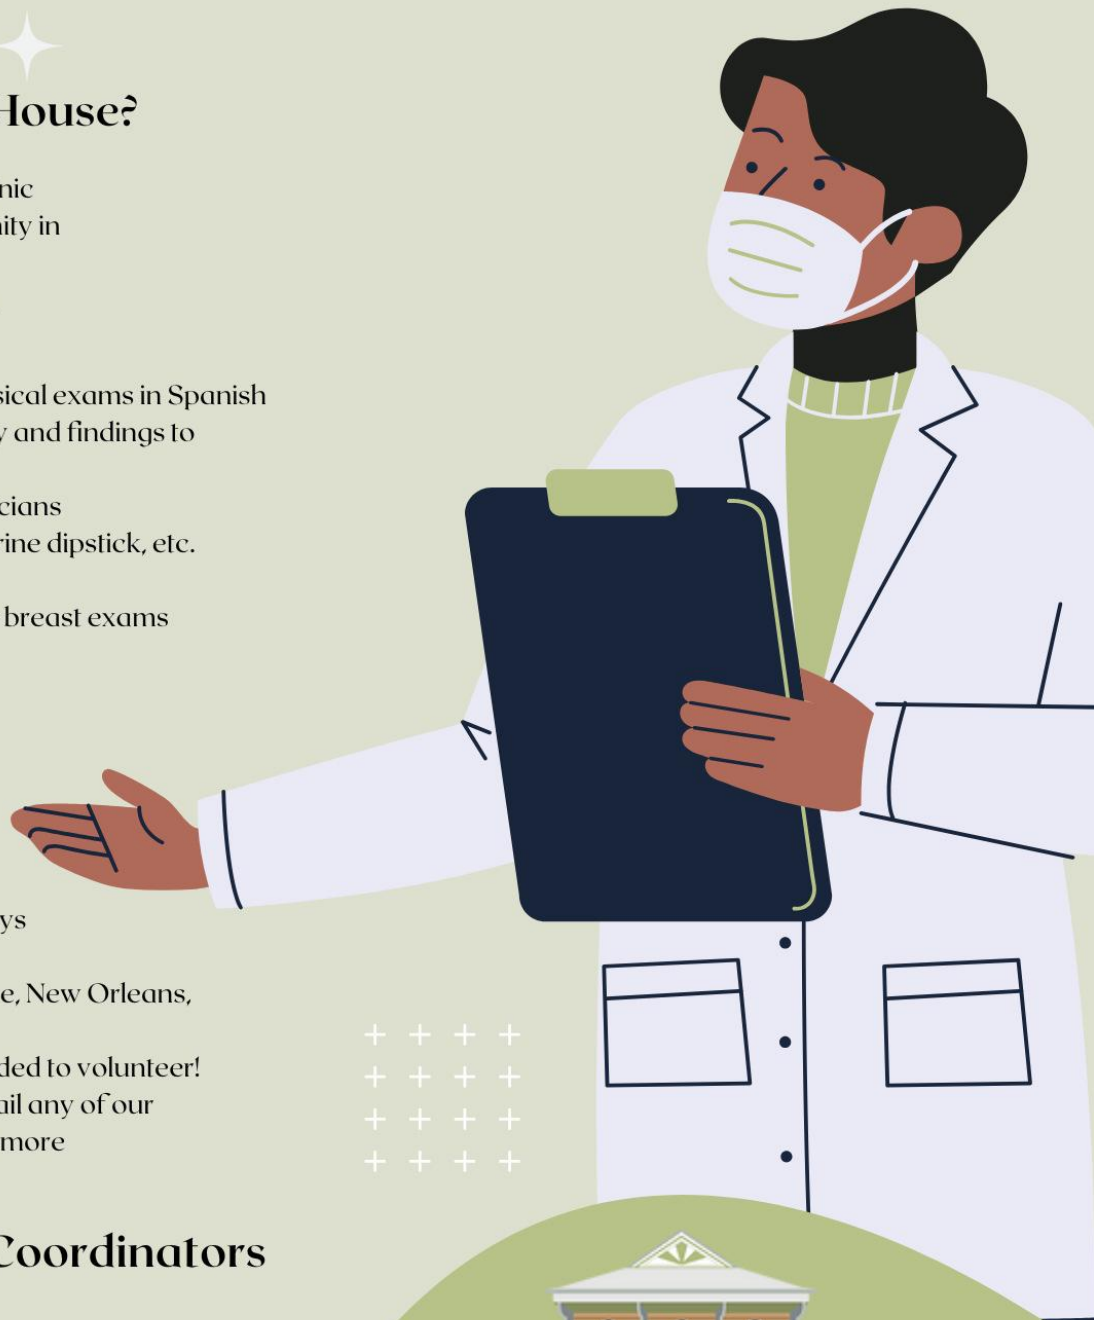 House?
nic
ity in
sical exams in Spanish
y and findings to
cians
rine dipstick, etc.
breast exams
ys
e, New Orleans,
ded to volunteer!
ail any of our
more
Coordinators